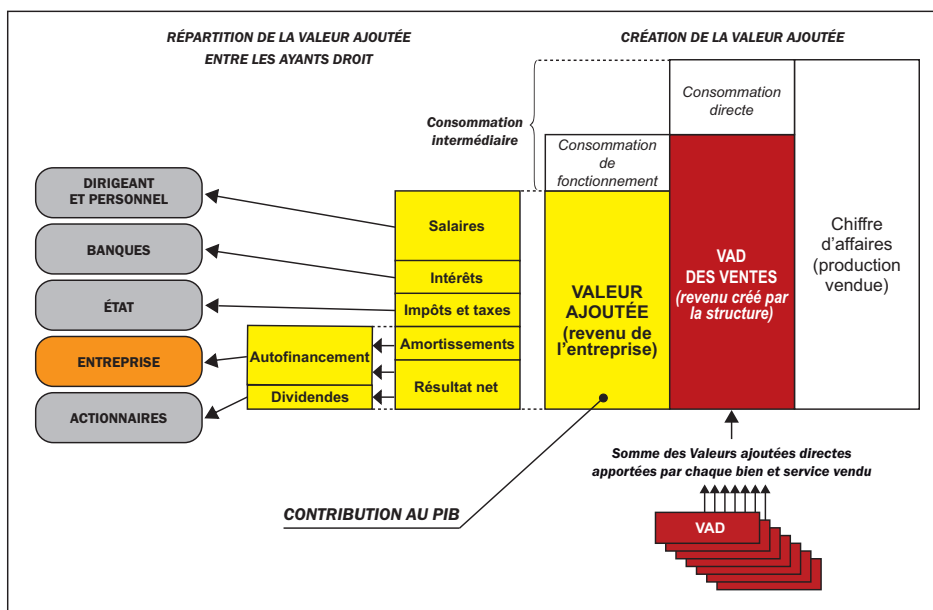 RÉPARTITION DE LA VALEUR AJOUTÉE
ENTRE LES AYANTS DROIT
CRÉATION DE LA VALEUR AJOUTÉE
Consommation
intermédiaire
Consommation
directe
Consommation
de
fonctionnement
DIRIGEANT
ET PERSONNEL
BANQUES
ÉTAT
ENTREPRISE
ACTIONNAIRES
Salaires
Intérêts
Impôts et taxes
Amortissements
Résultat net
Autofinancement
Dividendes
VALEUR
AJOUTÉE
(revenu de
l'entreprise)
VAD
DES VENTES
(revenu créé par
la structure)
Chiffre
d'affaires
(production
vendue)
Somme des Valeurs ajoutées directes
apportées par chaque bien et service vendu
CONTRIBUTION AU PIB
VAD